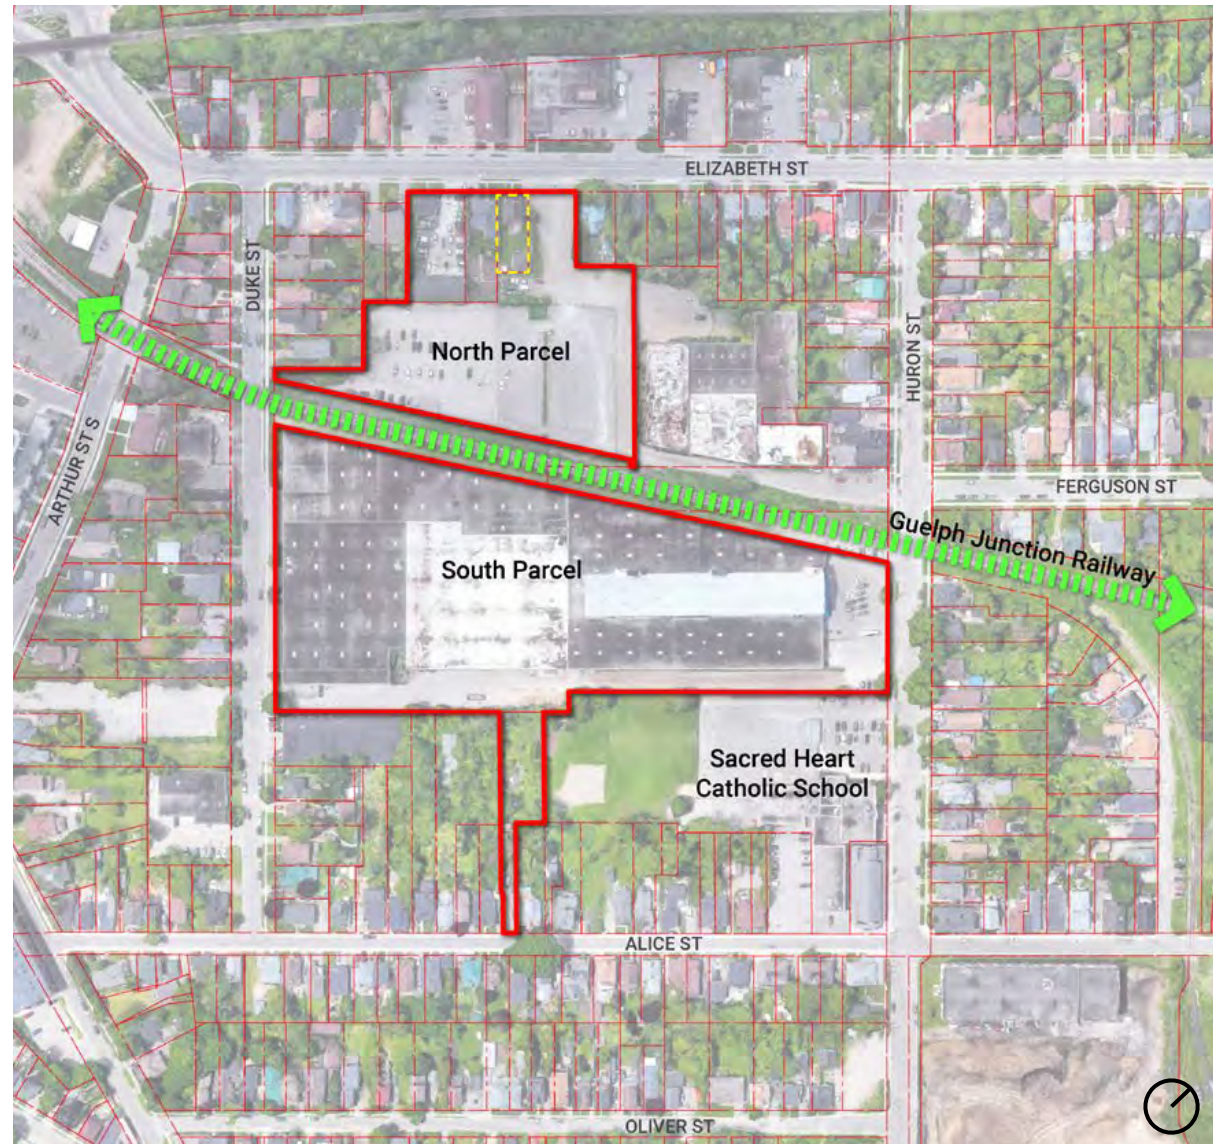 ELIZABETH ST
DUKE ST
HURON ST
North Parcel
ARTHUR ST S
FERGUSON ST
Guelph Junction Railway
South Parcel
Sacred Heart
Catholic School
ALICE ST
OLIVER ST